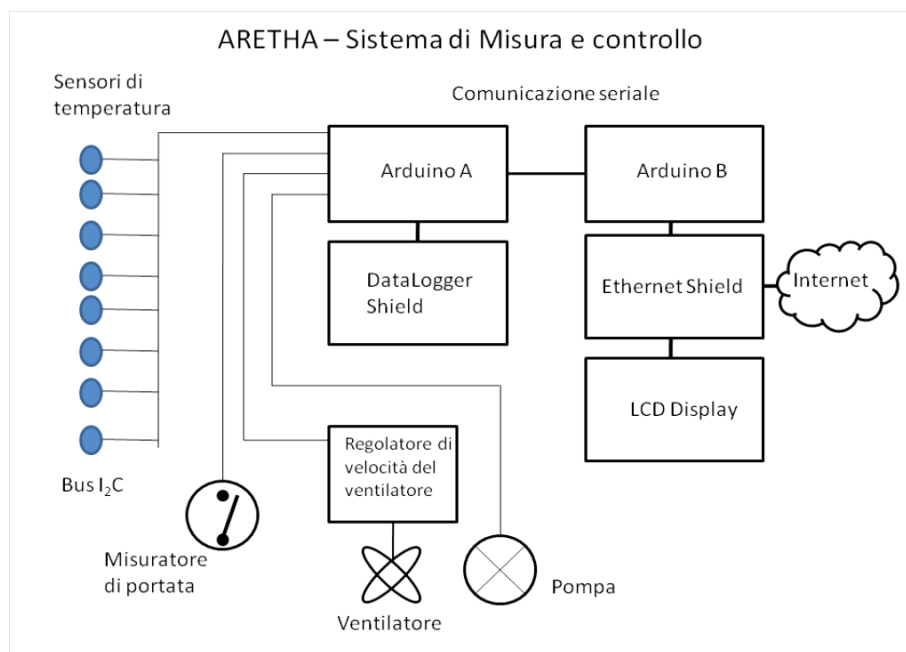 ARETHA – Sistema di Misura e controllo
Sensori di
temperatura
Comunicazione seriale
Arduino A
Arduino B
DataLogger
Shield
Ethernet Shield
Internet
LCD Display
Regolatore di
velocità del
ventilatore
Bus I₂C
Misuratore
di portata
Pompa
Ventilatore